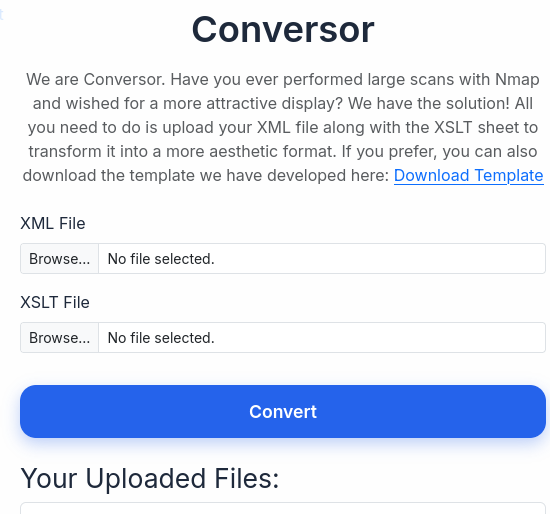 Conversor
We are Conversor. Have you ever performed large scans with Nmap
and wished for a more attractive display? We have the solution! All
you need to do is upload your XML file along with the XSLT sheet to
transform it into a more aesthetic format. If you prefer, you can also
download the template we have developed here: Download Template
XML File
Browse... No file selected.
XSLT File
Browse... No file selected.
Convert
Your Uploaded Files: